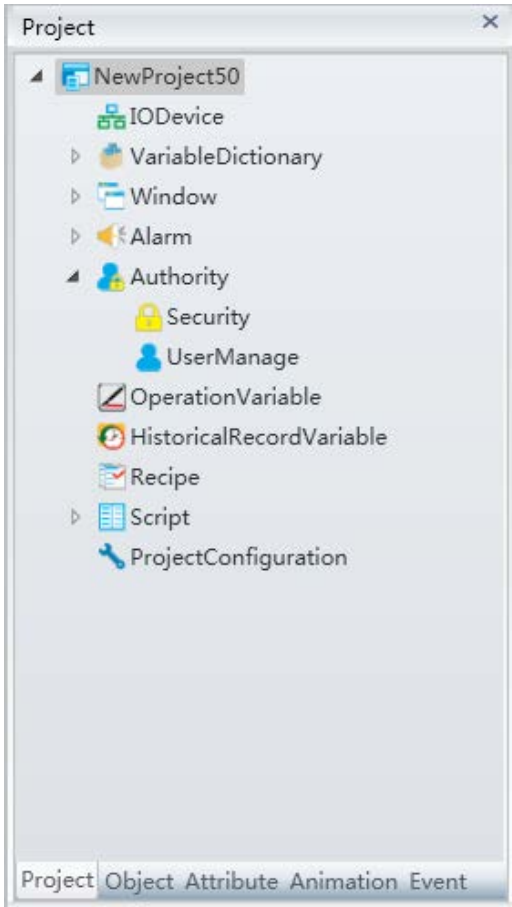 Project
NewProject50
IODevice
VariableDictionary
Window
Alarm
Authority
Security
UserManage
OperationVariable
HistoricalRecordVariable
Recipe
Script
ProjectConfiguration
Project Object Attribute Animation Event